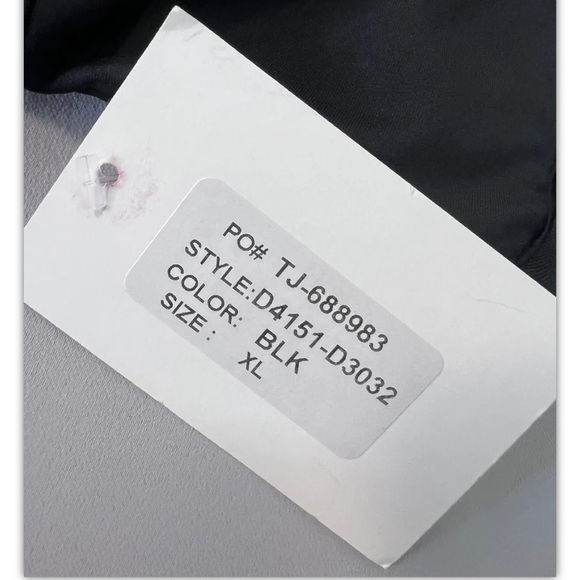 PO# TJ-688983
STYLE:D4151-D3032
COLOR: BLK
SIZE : XL